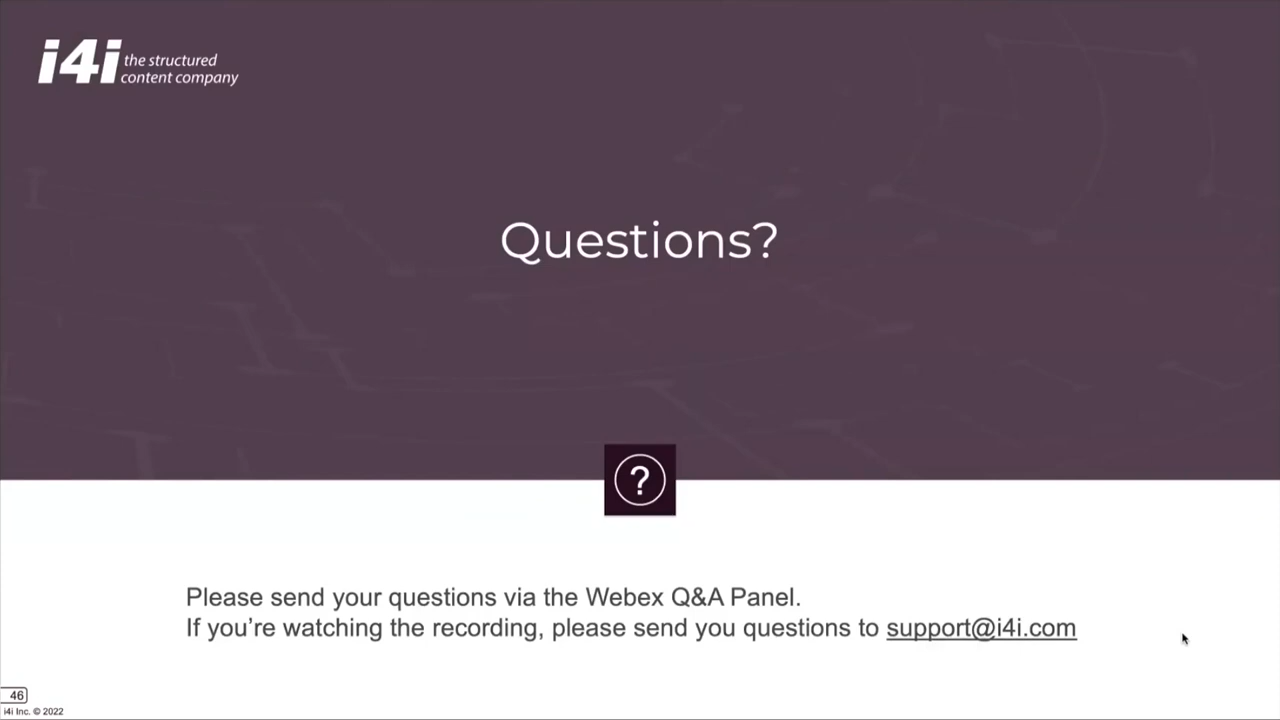 i4i the structured
content company
Questions?
?
Please send your questions via the Webex Q&A Panel.
If you’re watching the recording, please send you questions to support@i4i.com
46
i4i Inc. © 2022